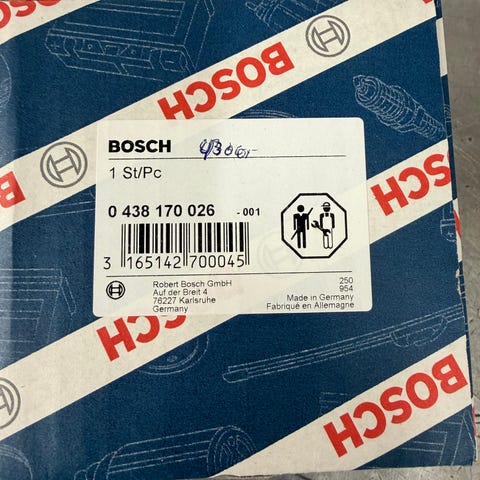 BOSCH
BOSCH
BOSCH
BOSCH 4306,-
1 St/Pc
0 438 170 026 - 001
3 165142 700045
Robert Bosch GmbH
Auf der Breit 4
76227 Karlsruhe
Germany
250
954
Made in Germany
Fabriqué en Allemagne
BOSCH
BOSCH